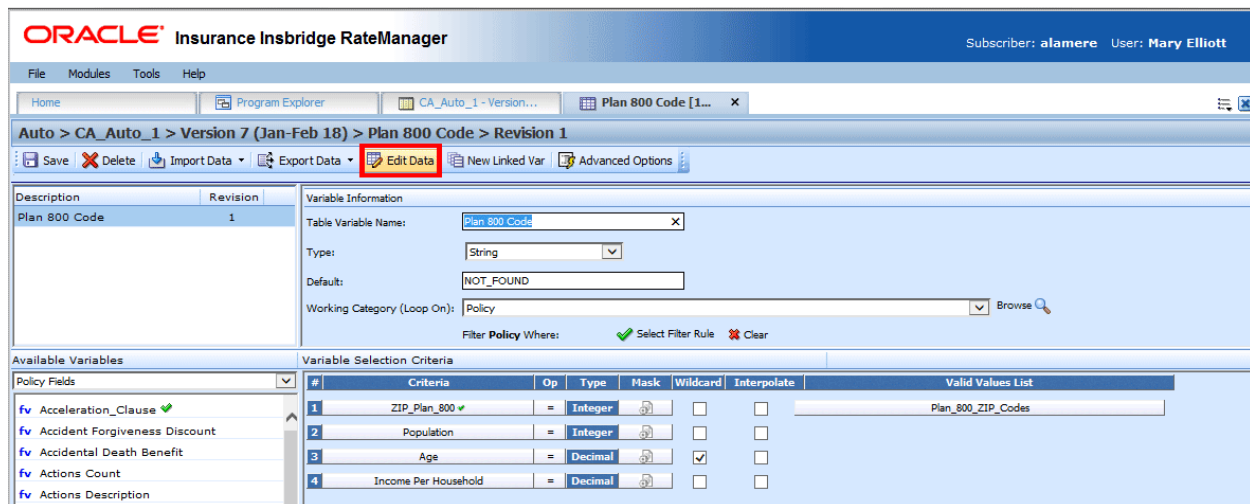 ORACLE Insurance Insbridge RateManager
Subscriber: alamere User: Mary Elliott
File Modules Tools Help
Home Program Explorer CA_Auto_1 - Version... Plan 800 Code [1... X
Auto > CA_Auto_1 > Version 7 (Jan-Feb 18) > Plan 800 Code > Revision 1
Save Delete Import Data Export Data Edit Data New Linked Var Advanced Options
Description Revision
Plan 800 Code 1
Variable Information
Table Variable Name: Plan 800 Code
Type: String
Default: NOT_FOUND
Working Category (Loop On): Policy Browse
Filter Policy Where: Select Filter Rule Clear
Available Variables
Policy Fields
fv Acceleration_Clause
fv Accident Forgiveness Discount
fv Accidental Death Benefit
fv Actions Count
fv Actions Description
Variable Selection Criteria
# Criteria Op Type Mask Wildcard Interpolate Valid Values List
1 ZIP_Plan_800 = Integer Plan_800_ZIP_Codes
2 Population = Integer
3 Age = Decimal
4 Income Per Household = Decimal